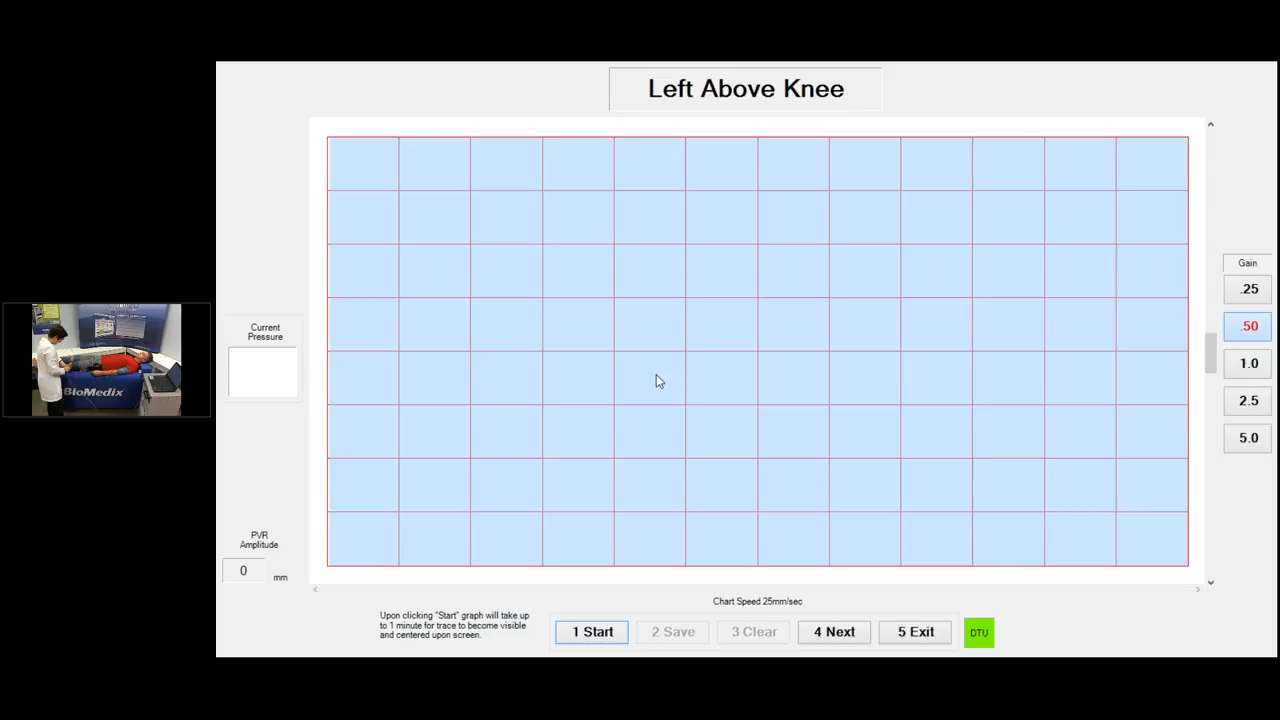 Left Above Knee
Current
Pressure
PVR
Amplitude
0
mm
Gain
.25
.50
1.0
2.5
5.0
Chart Speed 25mm/sec
Upon clicking "Start" graph will take up
to 1 minute for trace to become visible
and centered upon screen.
1 Start
2 Save
3 Clear
4 Next
5 Exit
DTU
BioMedix